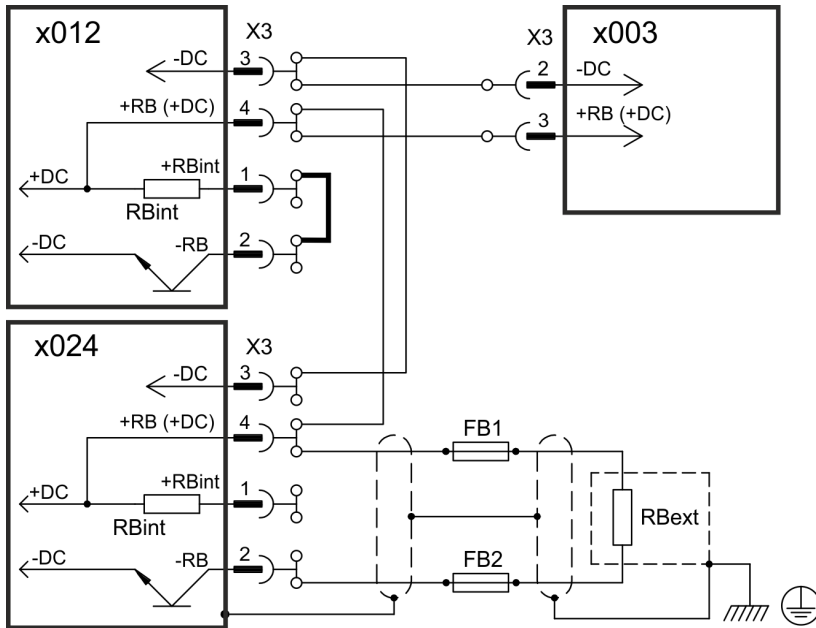 x012
X3
-DC
3
+RB (+DC)
4
+DC
+RBint
1
RBint
-DC
-RB
2
X3
x003
2
-DC
3
+RB (+DC)
x024
X3
-DC
3
+RB (+DC)
4
+DC
+RBint
1
RBint
-DC
-RB
2
FB1
FB2
RBext